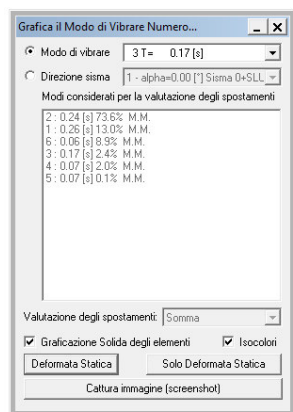 Grafica il Modo di Vibrare Numero...
Modo di vibrare 3 T= 0.17 [s]
Direzione sisma 1 - alpha=0.00 [°] Sisma 0+SLL
Modi considerati per la valutazione degli spostamenti
2 : 0.24 [s] 73.6% M.M.
1 : 0.26 [s] 13.0% M.M.
6 : 0.06 [s] 8.9% M.M.
3 : 0.17 [s] 2.4% M.M.
4 : 0.07 [s] 2.0% M.M.
5 : 0.07 [s] 0.1% M.M.
Valutazione degli spostamenti: Somma
Graficazione Solida degli elementi Isocolori
Deformata Statica Solo Deformata Statica
Cattura immagine (screenshot)